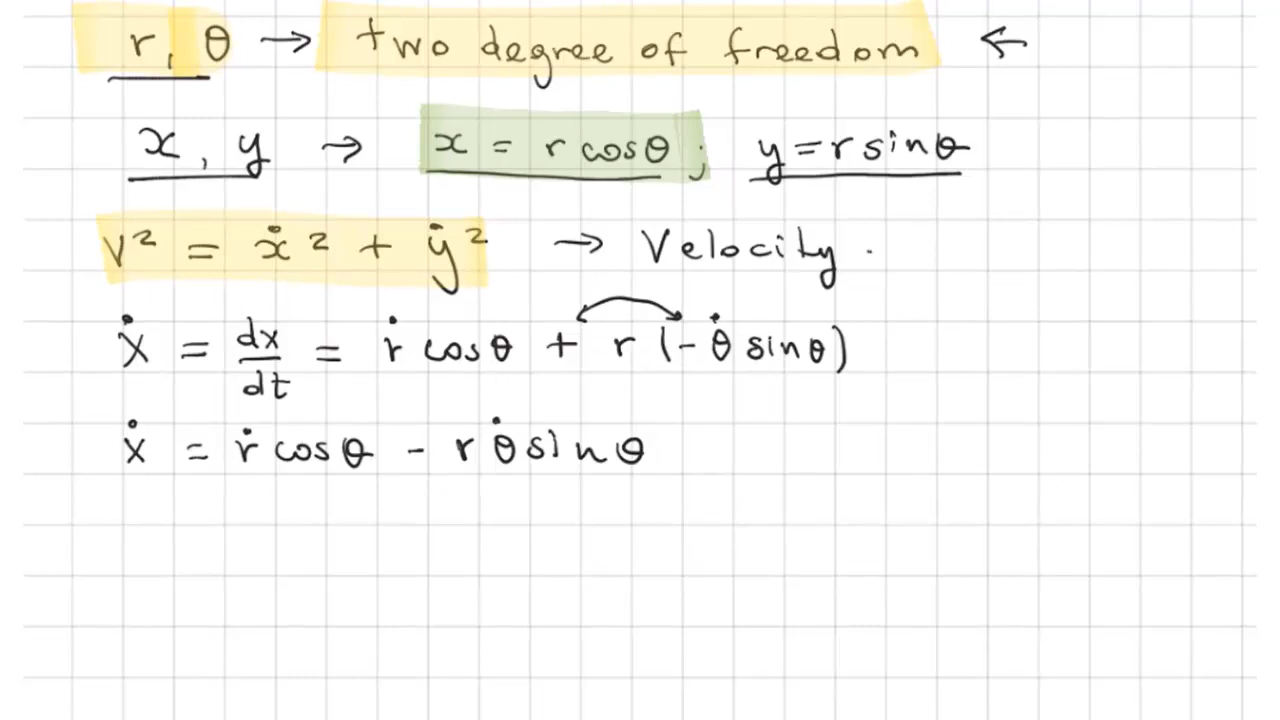 r, θ → two degree of freedom ←
x, y → x = r cosθ ; y = r sinθ
v² = ẋ² + ẏ² → Velocity .
ẋ = dx/dt = ṙ cosθ + r (- θ̇ sinθ)
ẋ = ṙ cosθ - r θ̇ sinθ